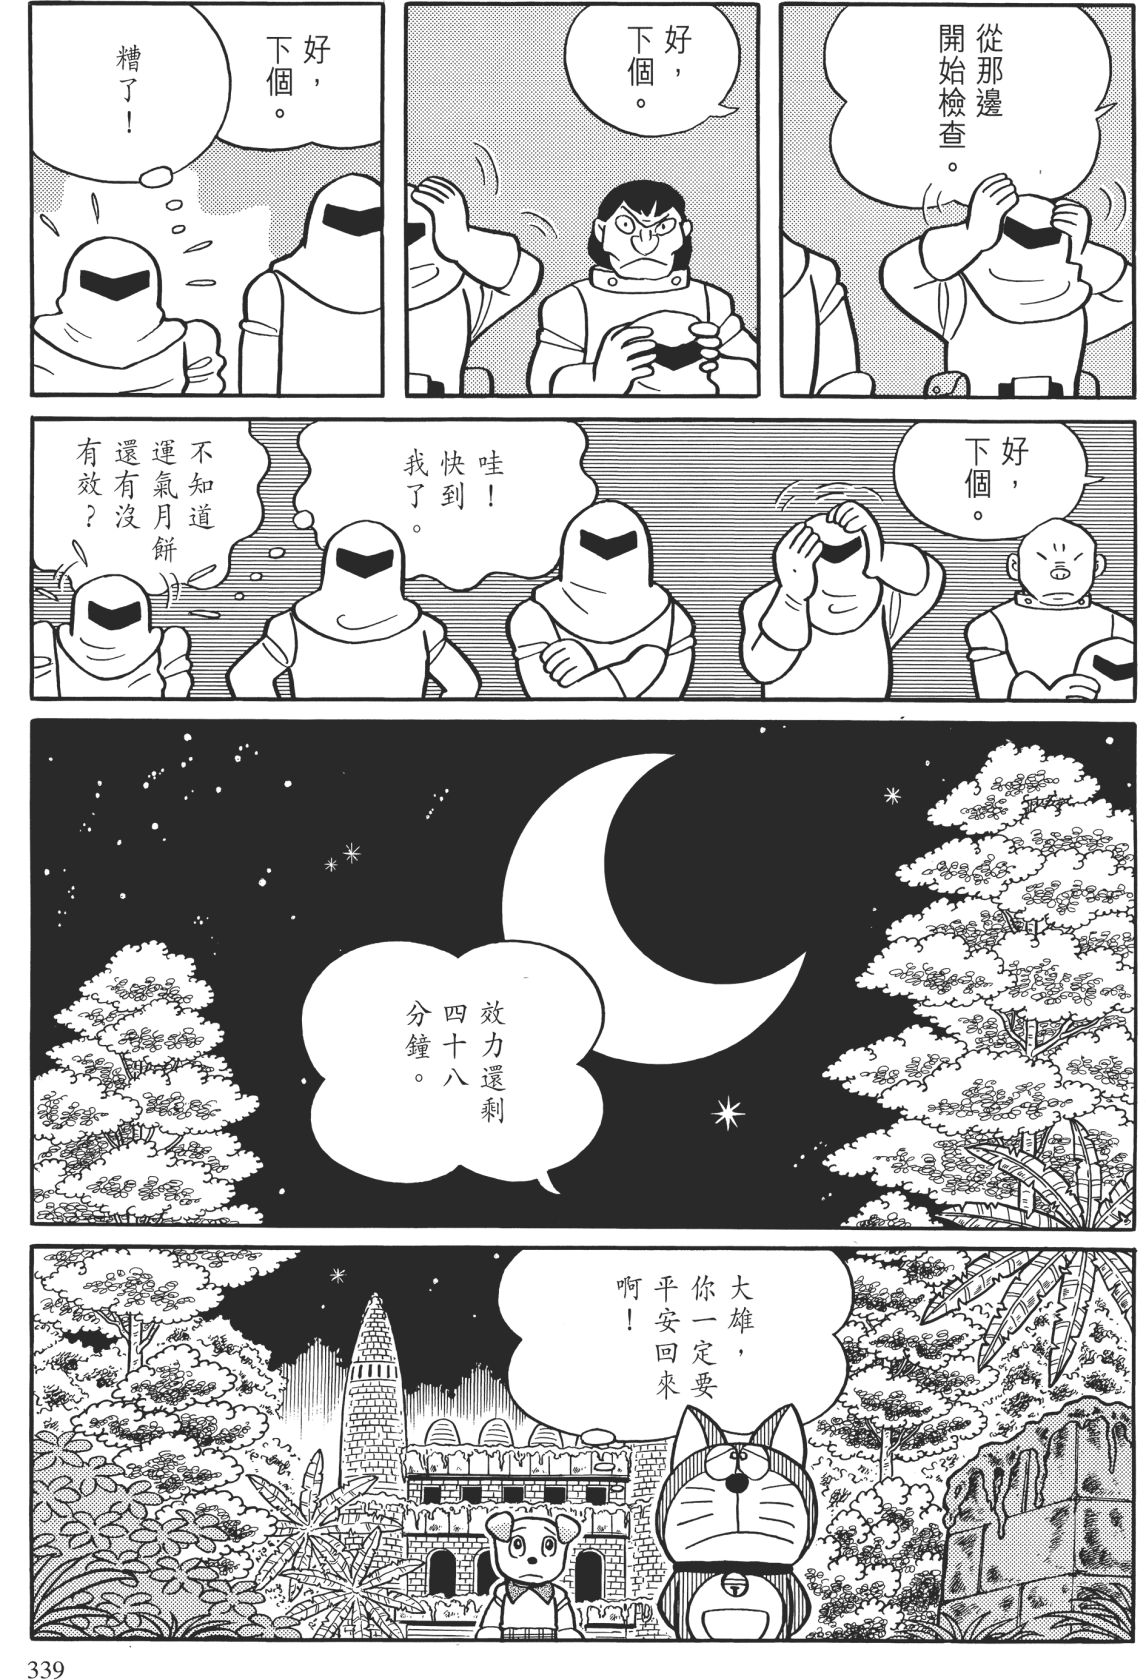 從那邊
開始檢查。
好，
下個。
好，
下個。
糟了！
好，
下個。
哇！
快到
我了。
不知道
運氣月餅
還有沒
有效？
效力還剩
四十八
分鐘。
大雄，
你一定要
平安回來
啊！
339